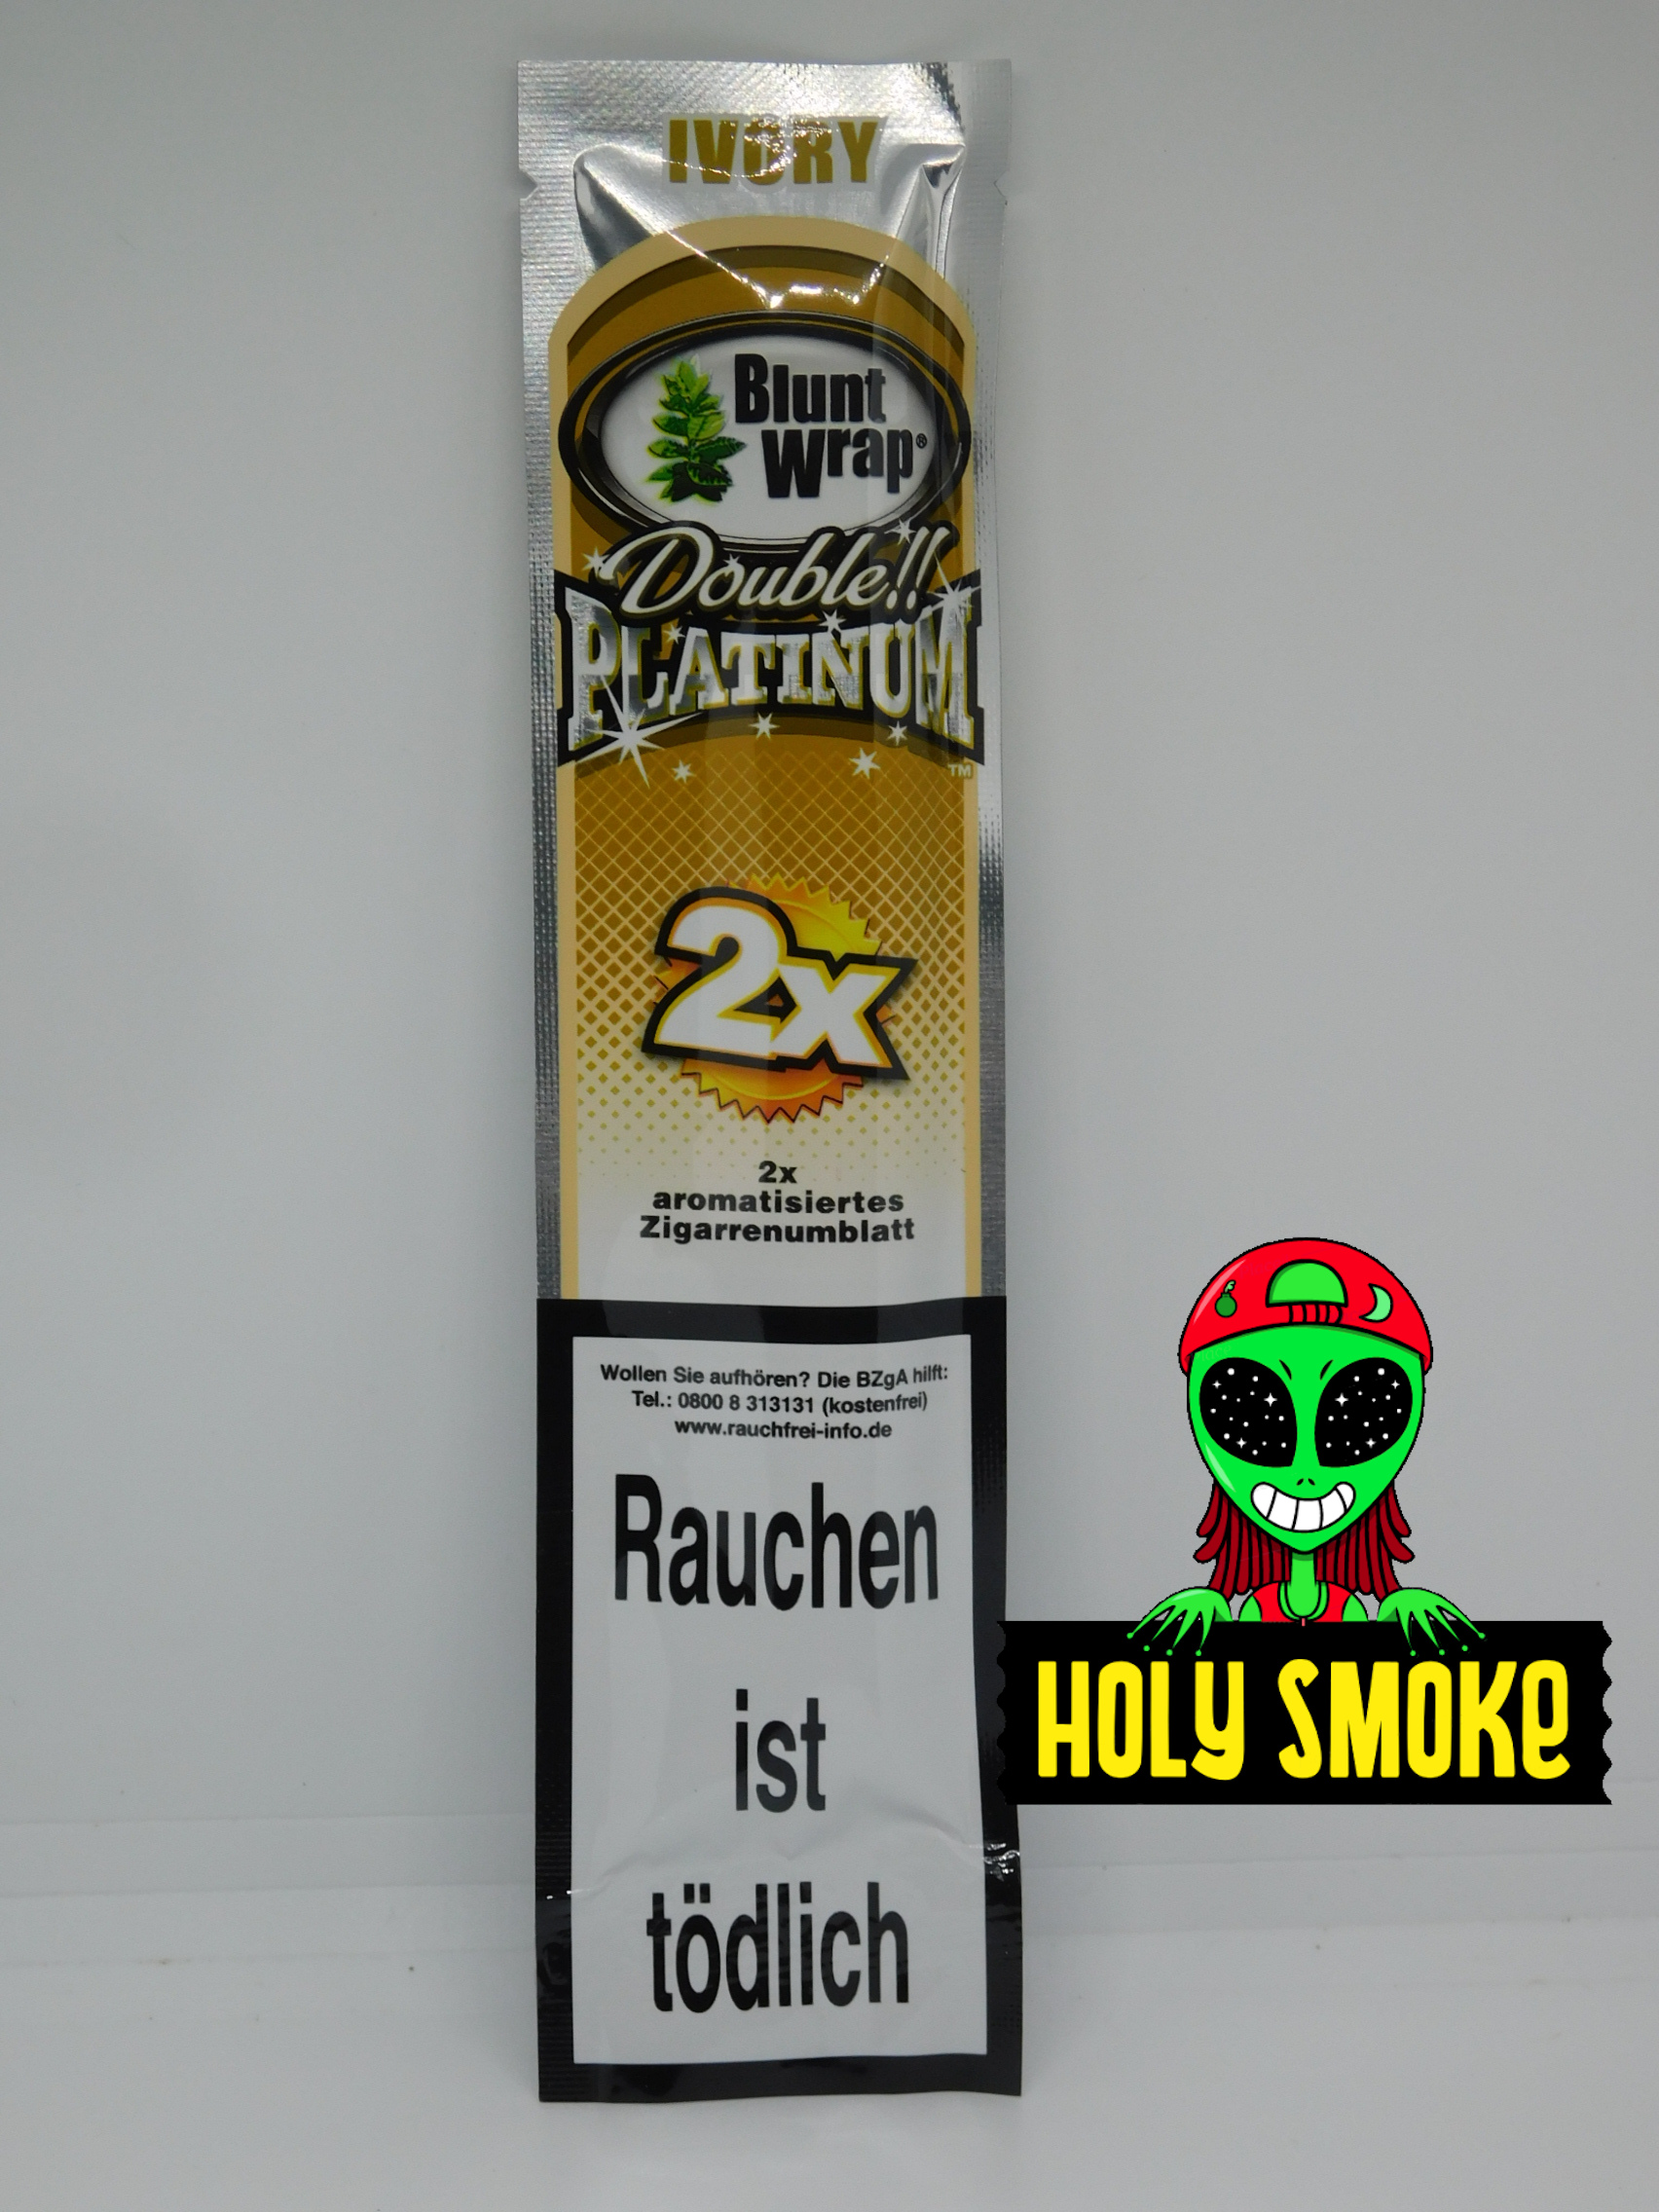 IVORY
Blunt
Wrap®
Double!!
PLATINUM
TM
2x
2x
aromatisiertes
Zigarrenumblatt
Wollen Sie aufhören? Die BZgA hilft:
Tel.: 0800 8 313131 (kostenfrei)
www.rauchfrei-info.de
Rauchen
ist
tödlich
HOLY SMOKE